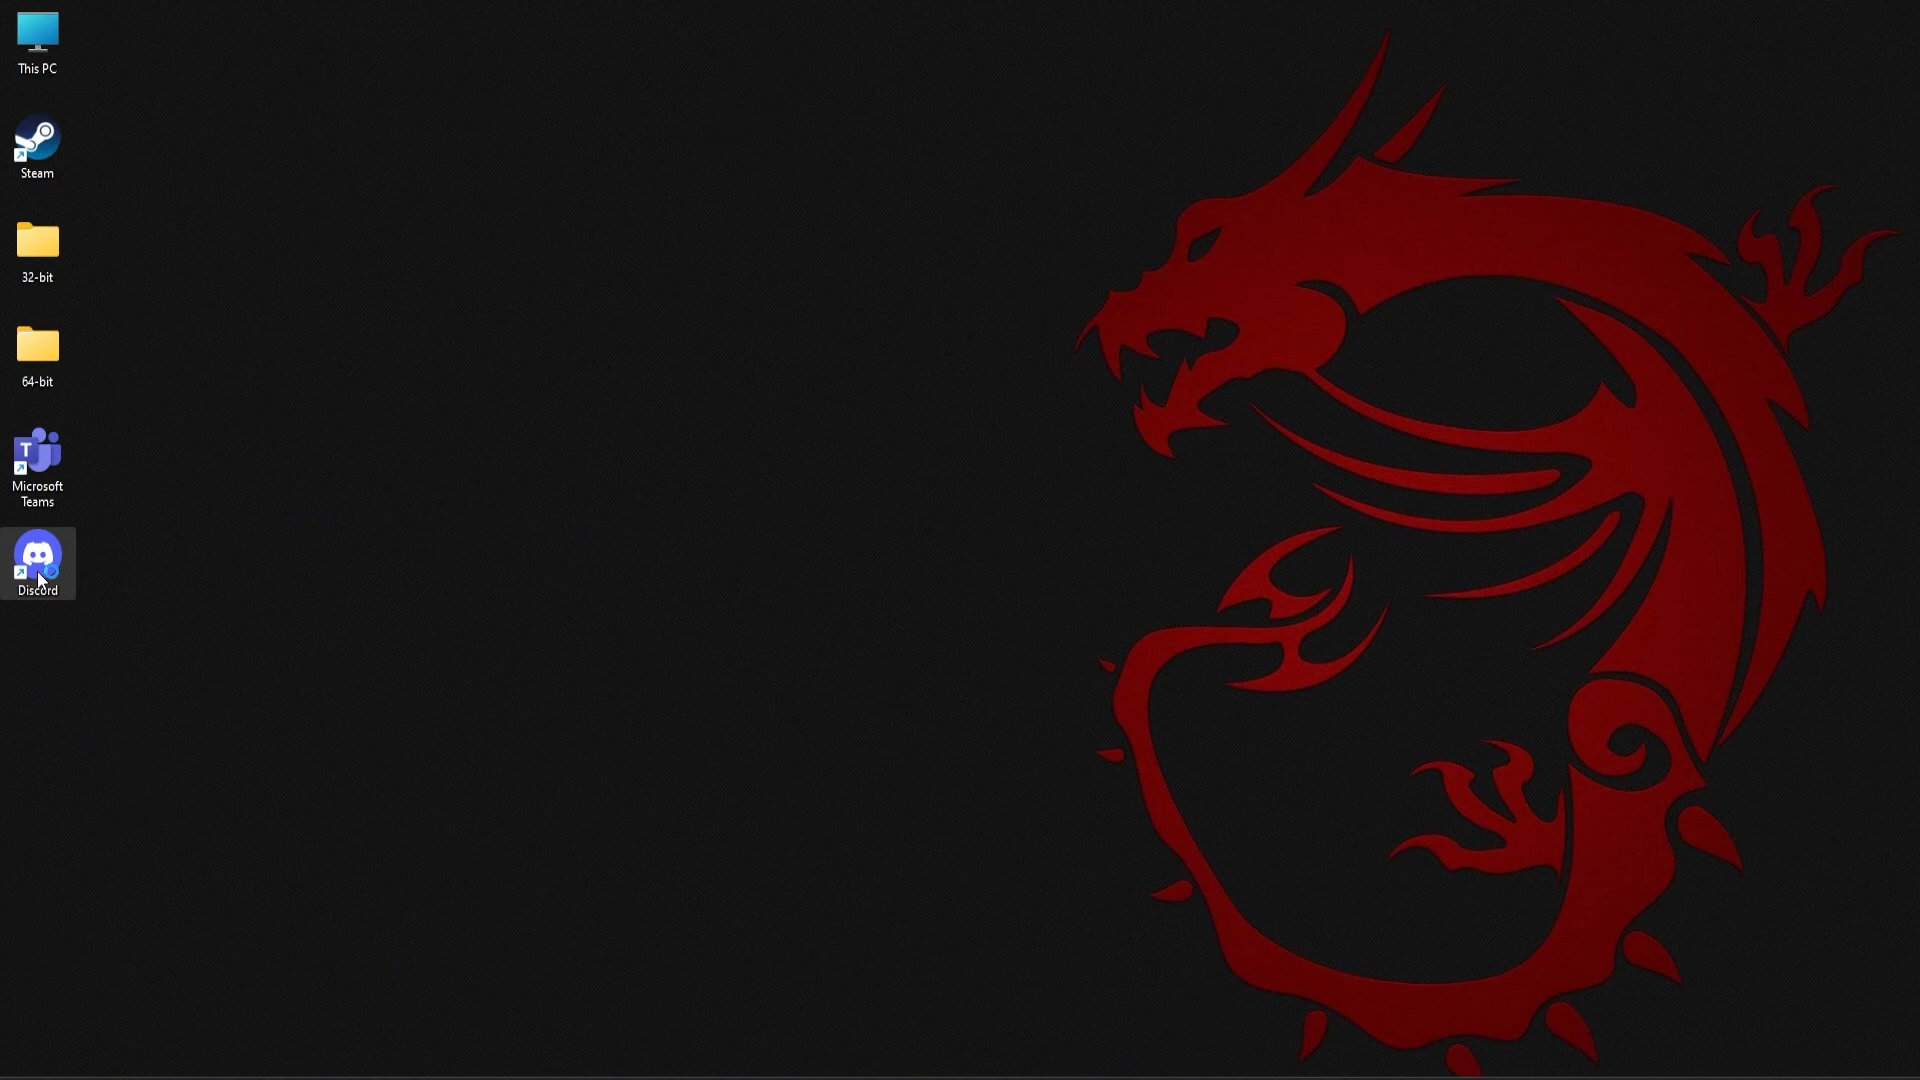 This PC
Steam
32-bit
64-bit
T
Microsoft
Teams
Discord